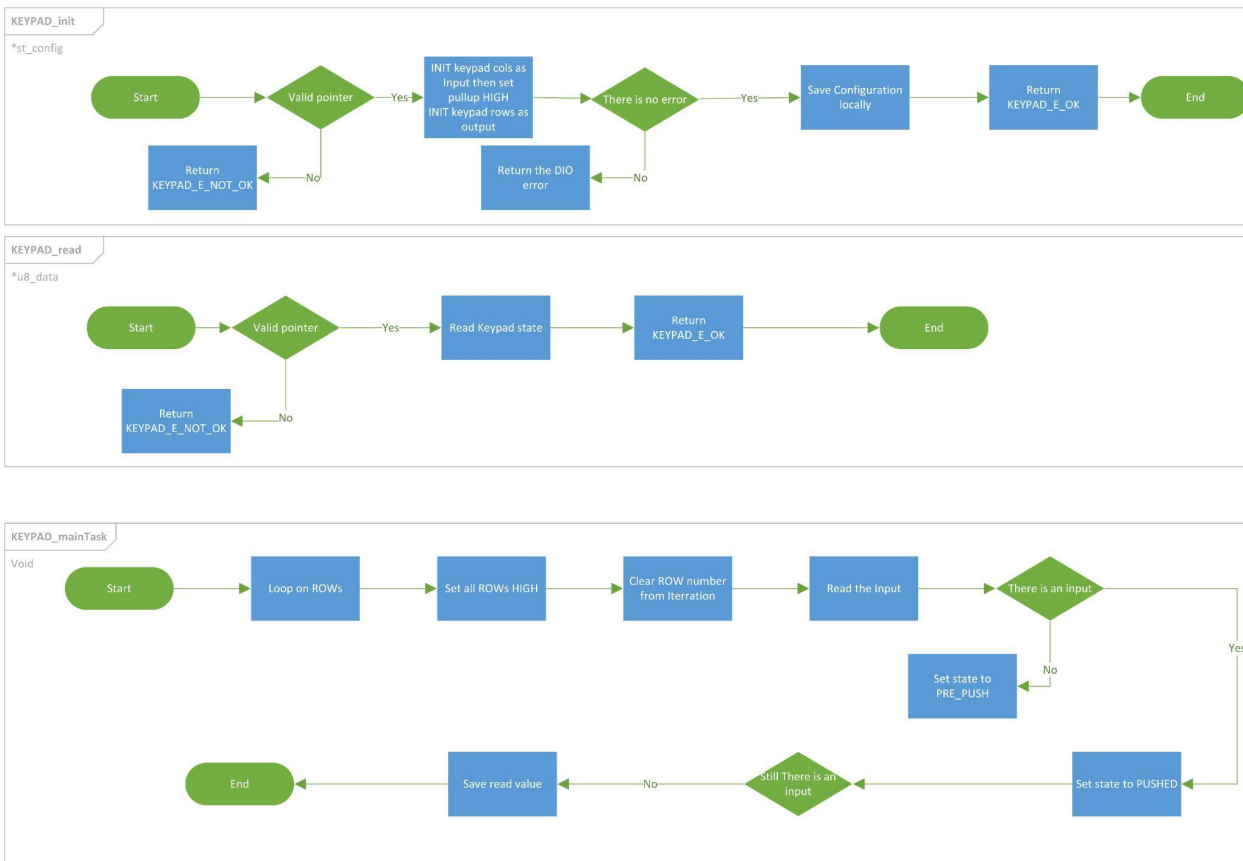 KEYPAD_init
*st_config
Start
Valid pointer
Yes
INIT keypad cols as
Input then set
pullup HIGH
INIT keypad rows as
output
There is no error
Yes
Save Configuration
locally
Return
KEYPAD_E_OK
End
No
Return
KEYPAD_E_NOT_OK
No
Return the DIO
error
KEYPAD_read
*u8_data
Start
Valid pointer
Yes
Read Keypad state
Return
KEYPAD_E_OK
End
No
Return
KEYPAD_E_NOT_OK
KEYPAD_mainTask
Void
Start
Loop on ROWs
Set all ROWs HIGH
Clear ROW number
from Iterration
Read the Input
There is an input
No
Set state to
PRE_PUSH
Yes
Set state to PUSHED
Still There is an
input
No
Save read value
End